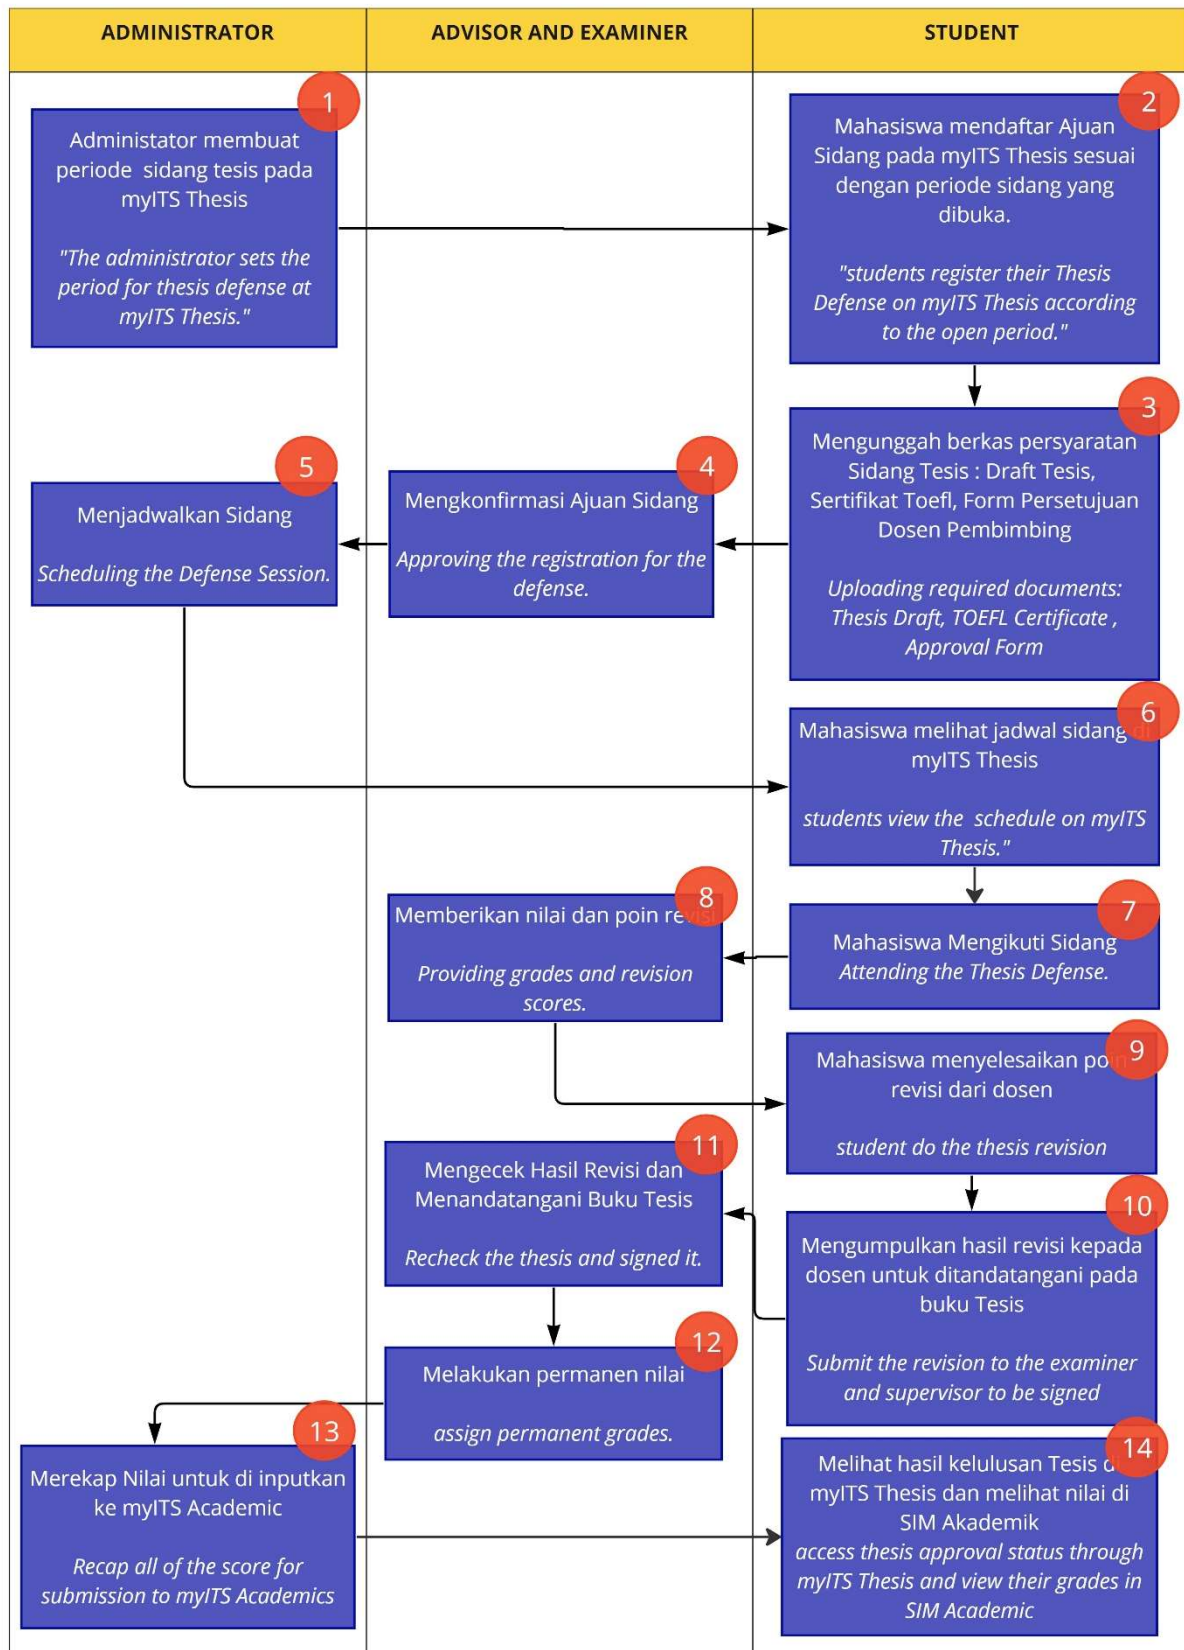 ADMINISTRATOR
ADVISOR AND EXAMINER
STUDENT
1
Administator membuat
periode sidang tesis pada
myITS Thesis
"The administrator sets the
period for thesis defense at
myITS Thesis."
2
Mahasiswa mendaftar Ajuan
Sidang pada myITS Thesis sesuai
dengan periode sidang yang
dibuka.
"students register their Thesis
Defense on myITS Thesis according
to the open period."
3
Mengunggah berkas persyaratan
Sidang Tesis : Draft Tesis,
Sertifikat Toefl, Form Persetujuan
Dosen Pembimbing
Uploading required documents:
Thesis Draft, TOEFL Certificate ,
Approval Form
4
Mengkonfirmasi Ajuan Sidang
Approving the registration for the
defense.
5
Menjadwalkan Sidang
Scheduling the Defense Session.
6
Mahasiswa melihat jadwal sidang di
myITS Thesis
students view the schedule on myITS
Thesis."
7
Mahasiswa Mengikuti Sidang
Attending the Thesis Defense.
8
Memberikan nilai dan poin revisi
Providing grades and revision
scores.
9
Mahasiswa menyelesaikan poin
revisi dari dosen
student do the thesis revision
10
Mengumpulkan hasil revisi kepada
dosen untuk ditandatangani pada
buku Tesis
Submit the revision to the examiner
and supervisor to be signed
11
Mengecek Hasil Revisi dan
Menandatangani Buku Tesis
Recheck the thesis and signed it.
12
Melakukan permanen nilai
assign permanent grades.
13
Merekap Nilai untuk di inputkan
ke myITS Academic
Recap all of the score for
submission to myITS Academics
14
Melihat hasil kelulusan Tesis di
myITS Thesis dan melihat nilai di
SIM Akademik
access thesis approval status through
myITS Thesis and view their grades in
SIM Academic